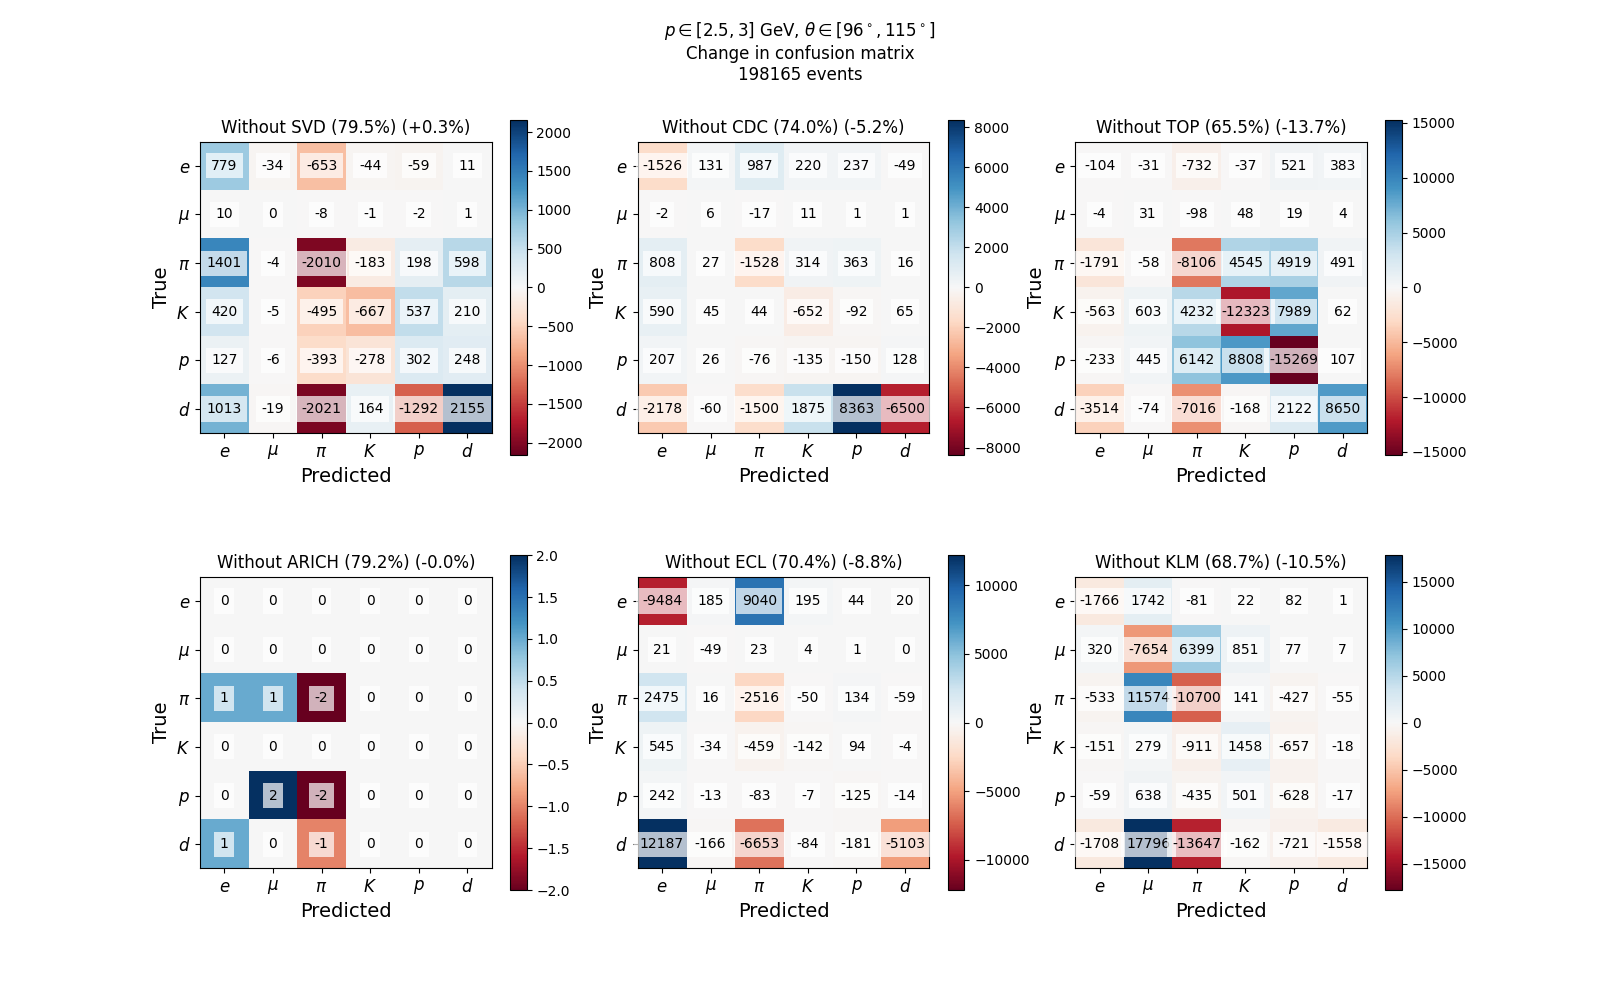 p ∈ [2.5, 3] GeV, θ ∈ [96°, 115°]
Change in confusion matrix
198165 events
Without SVD (79.5%) (+0.3%)
e 779 -34 -653 -44 -59 11
μ 10 0 -8 -1 -2 1
π 1401 -4 -2010 -183 198 598
K 420 -5 -495 -667 537 210
p 127 -6 -393 -278 302 248
d 1013 -19 -2021 164 -1292 2155
e μ π K p d
Predicted
True
2000
1500
1000
500
0
−500
−1000
−1500
−2000
Without CDC (74.0%) (-5.2%)
e -1526 131 987 220 237 -49
μ -2 6 -17 11 1 1
π 808 27 -1528 314 363 16
K 590 45 44 -652 -92 65
p 207 26 -76 -135 -150 128
d -2178 -60 -1500 1875 8363 -6500
e μ π K p d
Predicted
True
8000
6000
4000
2000
0
−2000
−4000
−6000
−8000
Without TOP (65.5%) (-13.7%)
e -104 -31 -732 -37 521 383
μ -4 31 -98 48 19 4
π -1791 -58 -8106 4545 4919 491
K -563 603 4232 -12323 7989 62
p -233 445 6142 8808 -15269 107
d -3514 -74 -7016 -168 2122 8650
e μ π K p d
Predicted
True
15000
10000
5000
0
−5000
−10000
−15000
Without ARICH (79.2%) (-0.0%)
e 0 0 0 0 0 0
μ 0 0 0 0 0 0
π 1 1 -2 0 0 0
K 0 0 0 0 0 0
p 0 2 -2 0 0 0
d 1 0 -1 0 0 0
e μ π K p d
Predicted
True
2.0
1.5
1.0
0.5
0.0
−0.5
−1.0
−1.5
−2.0
Without ECL (70.4%) (-8.8%)
e -9484 185 9040 195 44 20
μ 21 -49 23 4 1 0
π 2475 16 -2516 -50 134 -59
K 545 -34 -459 -142 94 -4
p 242 -13 -83 -7 -125 -14
d 12187 -166 -6653 -84 -181 -5103
e μ π K p d
Predicted
True
10000
5000
0
−5000
−10000
Without KLM (68.7%) (-10.5%)
e -1766 1742 -81 22 82 1
μ 320 -7654 6399 851 77 7
π -533 11574 -10700 141 -427 -55
K -151 279 -911 1458 -657 -18
p -59 638 -435 501 -628 -17
d -1708 17796 -13647 -162 -721 -1558
e μ π K p d
Predicted
True
15000
10000
5000
0
−5000
−10000
−15000